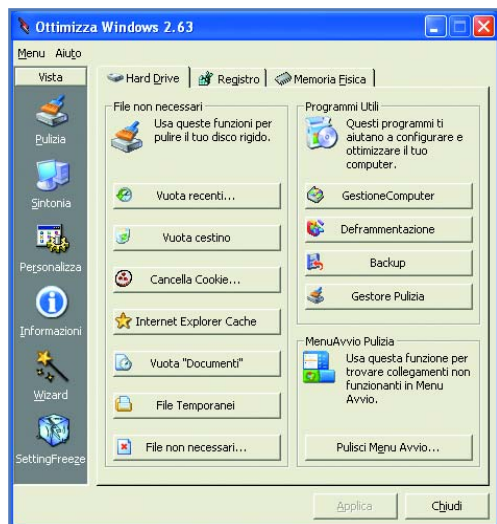 Ottimizza Windows 2.63
Menu Aiuto
Vista
Pulizia
Sintonia
Personalizza
Informazioni
Wizard
SettingFreeze
Hard Drive
Registro
Memoria Fisica
File non necessari
Usa queste funzioni per
pulire il tuo disco rigido.
Vuota recenti...
Vuota cestino
Cancella Cookie...
Internet Explorer Cache
Vuota "Documenti"
File Temporanei
File non necessari...
Programmi Utili
Questi programmi ti
aiutano a configurare e
ottimizzare il tuo
computer.
GestioneComputer
Deframmentazione
Backup
Gestore Pulizia
MenuAvvio Pulizia
Usa questa funzione per
trovare collegamenti non
funzionanti in Menu
Avvio.
Pulisci Menu Avvio...
Applica
Chiudi